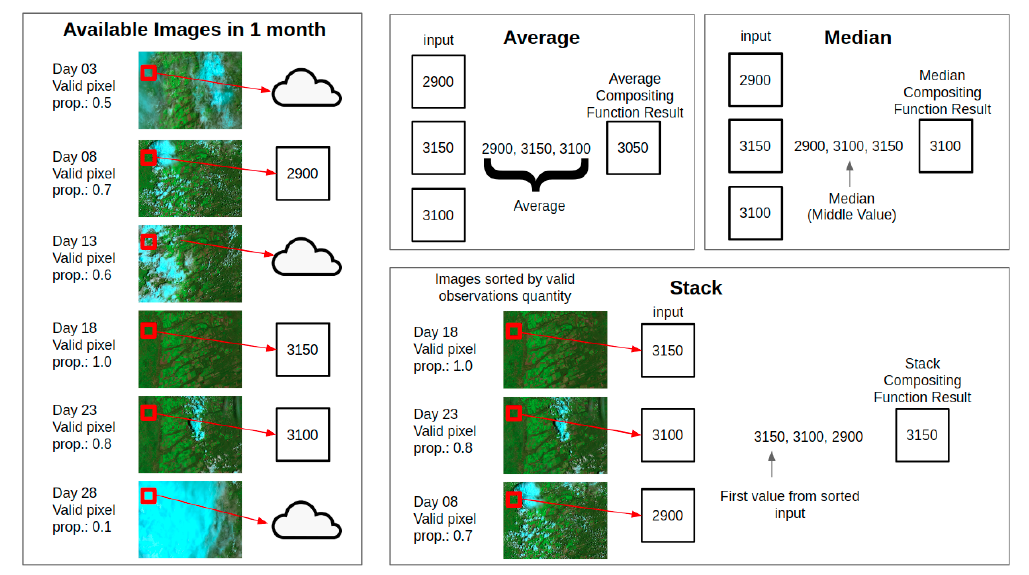 Available Images in 1 month
Day 03
Valid pixel
prop.: 0.5
Day 08
Valid pixel
prop.: 0.7
2900
Day 13
Valid pixel
prop.: 0.6
Day 18
Valid pixel
prop.: 1.0
3150
Day 23
Valid pixel
prop.: 0.8
3100
Day 28
Valid pixel
prop.: 0.1
input
Average
2900
3150
3100
2900, 3150, 3100
Average
Average
Compositing
Function Result
3050
input
Median
2900
3150
3100
2900, 3100, 3150
Median
(Middle Value)
Median
Compositing
Function Result
3100
Images sorted by valid
observations quantity
Stack
input
Day 18
Valid pixel
prop.: 1.0
3150
Day 23
Valid pixel
prop.: 0.8
3100
Day 08
Valid pixel
prop.: 0.7
2900
3150, 3100, 2900
First value from sorted
input
Stack
Compositing
Function Result
3150